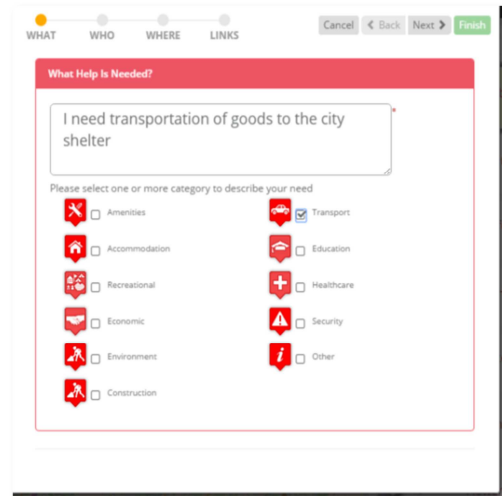 Cancel Back Next Finish
WHAT WHO WHERE LINKS
What Help Is Needed?
I need transportation of goods to the city
shelter
*
Please select one or more category to describe your need
Amenities Transport
Accommodation Education
Recreational Healthcare
Economic Security
Environment Other
Construction